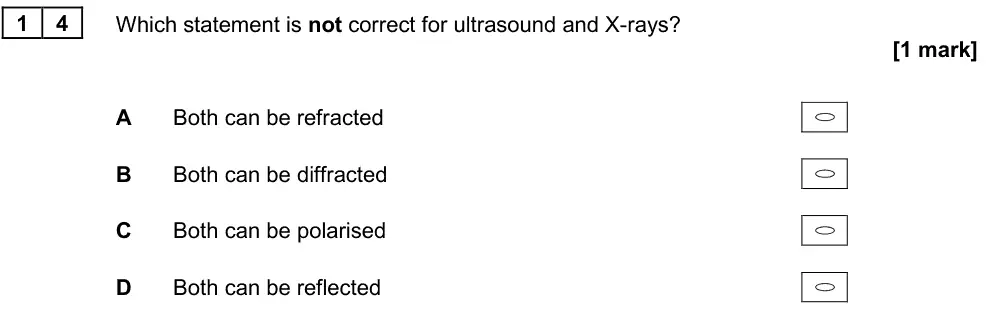 1 4 Which statement is not correct for ultrasound and X-rays?
[1 mark]
A Both can be refracted
B Both can be diffracted
C Both can be polarised
D Both can be reflected